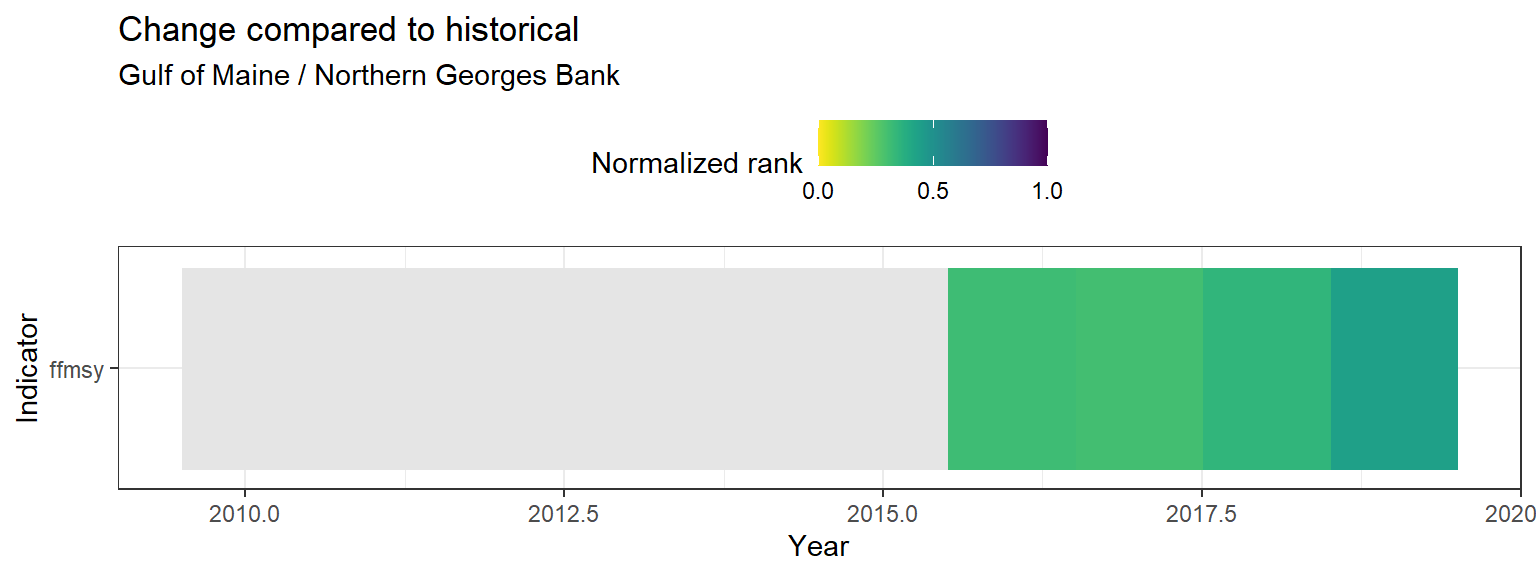 Change compared to historical
Gulf of Maine / Northern Georges Bank
Normalized rank
0.0 0.5 1.0
Indicator
ffmsy
2010.0 2012.5 2015.0 2017.5 2020
Year